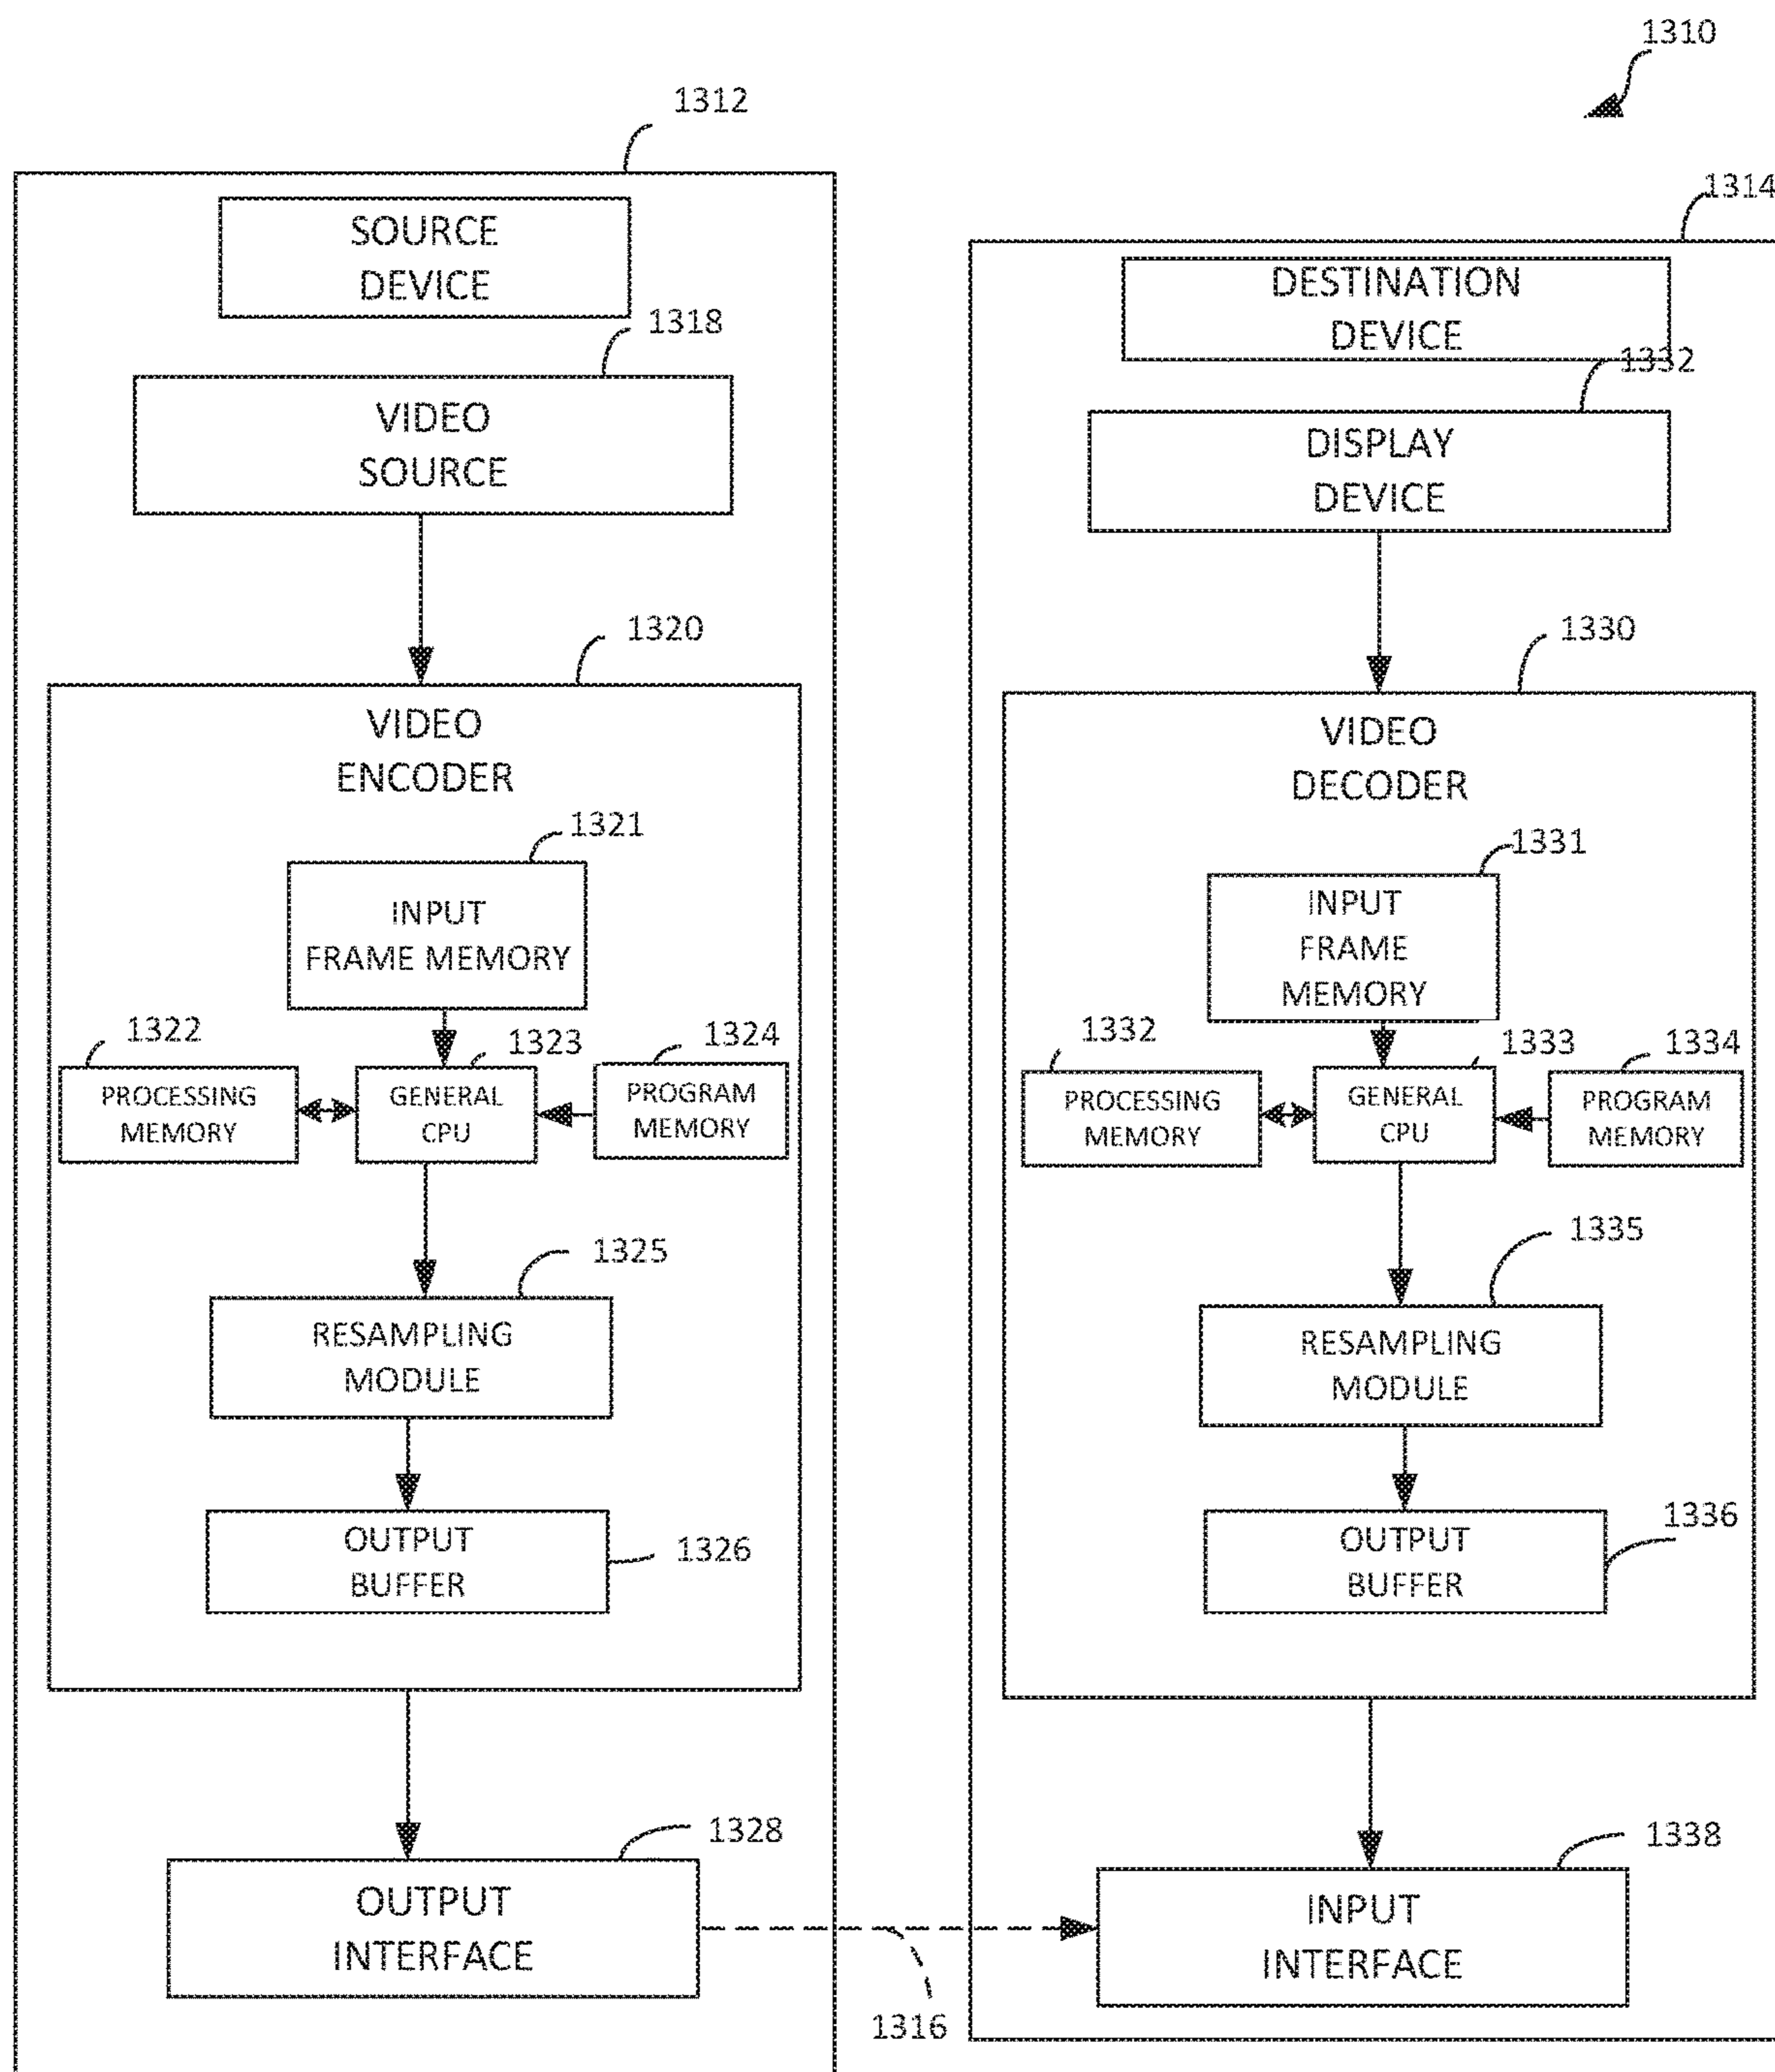 1310
1312
SOURCE
DEVICE
1318
VIDEO
SOURCE
1320
VIDEO
ENCODER
1321
INPUT
FRAME MEMORY
1322
1323
1324
PROCESSING
MEMORY
GENERAL
CPU
PROGRAM
MEMORY
1325
RESAMPLING
MODULE
OUTPUT
BUFFER
1326
1328
OUTPUT
INTERFACE
1316
1314
DESTINATION
DEVICE
1332
DISPLAY
DEVICE
1330
VIDEO
DECODER
1331
INPUT
FRAME
MEMORY
1332
1333
1334
PROCESSING
MEMORY
GENERAL
CPU
PROGRAM
MEMORY
1335
RESAMPLING
MODULE
1336
OUTPUT
BUFFER
1338
INPUT
INTERFACE